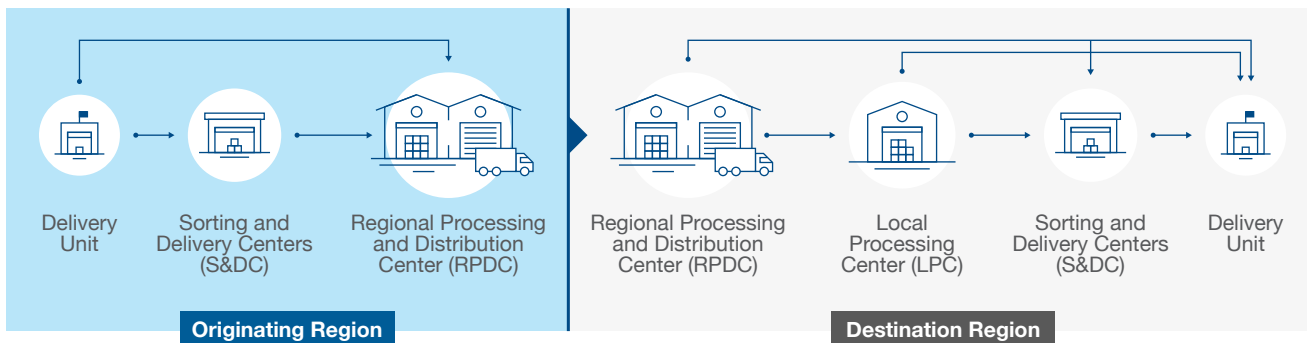 Delivery
Unit
Sorting and
Delivery Centers
(S&DC)
Regional Processing
and Distribution
Center (RPDC)
Regional Processing
and Distribution
Center (RPDC)
Local
Processing
Center (LPC)
Sorting and
Delivery Centers
(S&DC)
Delivery
Unit
Originating Region
Destination Region